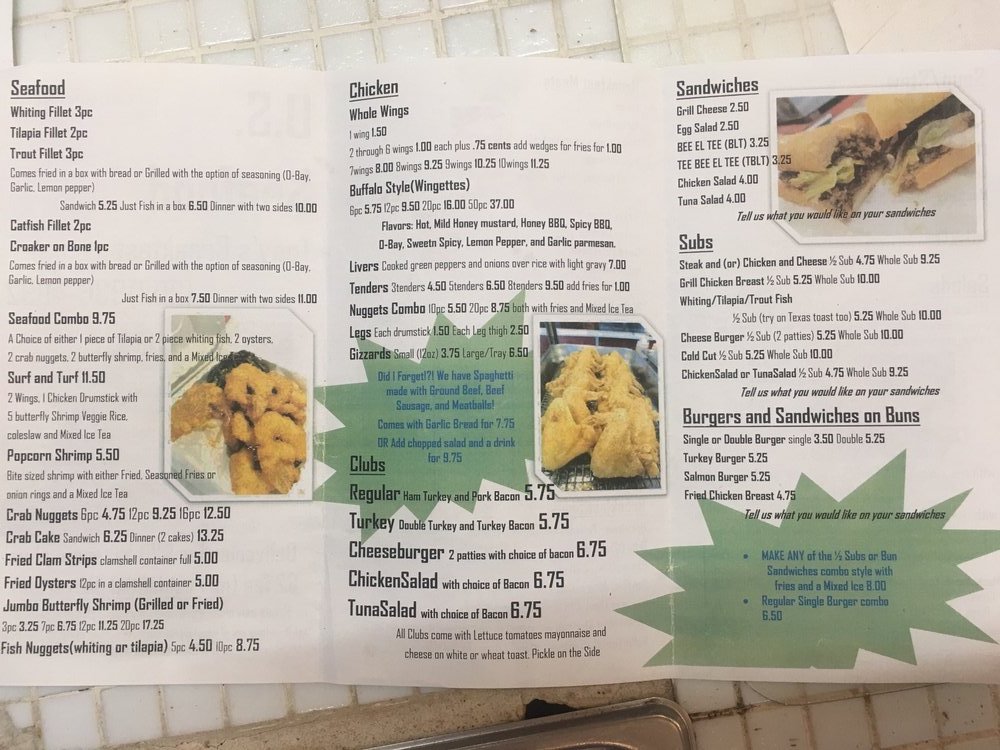 Seafood
Whiting Fillet 3pc
Tilapia Fillet 2pc
Trout Fillet 3pc
Comes fried in a box with bread or Grilled with the option of seasoning (O-Bay,
Garlic, Lemon pepper)
Sandwich 5.25 Just Fish in a box 6.50 Dinner with two sides 10.00
Catfish Fillet 2pc
Croaker on Bone 1pc
Comes fried in a box with bread or Grilled with the option of seasoning (O-Bay,
Garlic, Lemon pepper)
Just Fish in a box 7.50 Dinner with two sides 11.00
Seafood Combo 9.75
A Choice of either 1 piece of Tilapia or 2 piece whiting fish, 2 oysters,
2 crab nuggets, 2 butterfly shrimp, fries, and a Mixed Ice
Surf and Turf 11.50
2 Wings, 1 Chicken Drumstick with
5 butterfly Shrimp Veggie Rice,
coleslaw and Mixed Ice Tea
Popcorn Shrimp 5.50
Bite sized shrimp with either Fried, Seasoned Fries or
onion rings and a Mixed Ice Tea
Crab Nuggets 6pc 4.75 12pc 9.25 16pc 12.50
Crab Cake Sandwich 6.25 Dinner (2 cakes) 13.25
Fried Clam Strips clamshell container full 5.00
Fried Oysters 12pc in a clamshell container 5.00
Jumbo Butterfly Shrimp (Grilled or Fried)
3pc 3.25 7pc 6.75 12pc 11.25 20pc 17.25
Fish Nuggets(whiting or tilapia) 5pc 4.50 10pc 8.75
Chicken
Whole Wings
1 wing 1.50
2 through 6 wings 1.00 each plus .75 cents add wedges for fries for 1.00
7wings 8.00 8wings 9.25 9wings 10.25 10wings 11.25
Buffalo Style(Wingettes)
6pc 5.75 12pc 9.50 20pc 16.00 50pc 37.00
Flavors: Hot, Mild Honey mustard, Honey BBQ, Spicy BBQ,
O-Bay, Sweetn Spicy, Lemon Pepper, and Garlic parmesan.
Livers Cooked green peppers and onions over rice with light gravy 7.00
Tenders 3tenders 4.50 5tenders 6.50 8tenders 9.50 add fries for 1.00
Nuggets Combo 10pc 5.50 20pc 8.75 both with fries and Mixed Ice Tea
Legs Each drumstick 1.50 Each Leg thigh 2.50
Gizzards Small (12oz) 3.75 Large/Tray 6.50
Did I Forget!?! We have Spaghetti
made with Ground Beef, Beef
Sausage, and Meatballs!
Comes with Garlic Bread for 7.75
OR Add chopped salad and a drink
for 9.75
Clubs
Regular Ham Turkey and Pork Bacon 5.75
Turkey Double Turkey and Turkey Bacon 5.75
Cheeseburger 2 patties with choice of bacon 6.75
ChickenSalad with choice of Bacon 6.75
TunaSalad with choice of Bacon 6.75
All Clubs come with Lettuce tomatoes mayonnaise and
cheese on white or wheat toast. Pickle on the Side
Sandwiches
Grill Cheese 2.50
Egg Salad 2.50
BEE EL TEE (BLT) 3.25
TEE BEE EL TEE (TBLT) 3.25
Chicken Salad 4.00
Tuna Salad 4.00
Tell us what you would like on your sandwiches
Subs
Steak and (or) Chicken and Cheese ½ Sub 4.75 Whole Sub 9.25
Grill Chicken Breast ½ Sub 5.25 Whole Sub 10.00
Whiting/Tilapia/Trout Fish
½ Sub (try on Texas toast too) 5.25 Whole Sub 10.00
Cheese Burger ½ Sub (2 patties) 5.25 Whole Sub 10.00
Cold Cut ½ Sub 5.25 Whole Sub 10.00
ChickenSalad or TunaSalad ½ Sub 4.75 Whole Sub 9.25
Tell us what you would like on your sandwiches
Burgers and Sandwiches on Buns
Single or Double Burger single 3.50 Double 5.25
Turkey Burger 5.25
Salmon Burger 5.25
Fried Chicken Breast 4.75
Tell us what you would like on your sandwiches
• MAKE ANY of the ½ Subs or Bun
Sandwiches combo style with
fries and a Mixed Ice 8.00
• Regular Single Burger combo
6.50